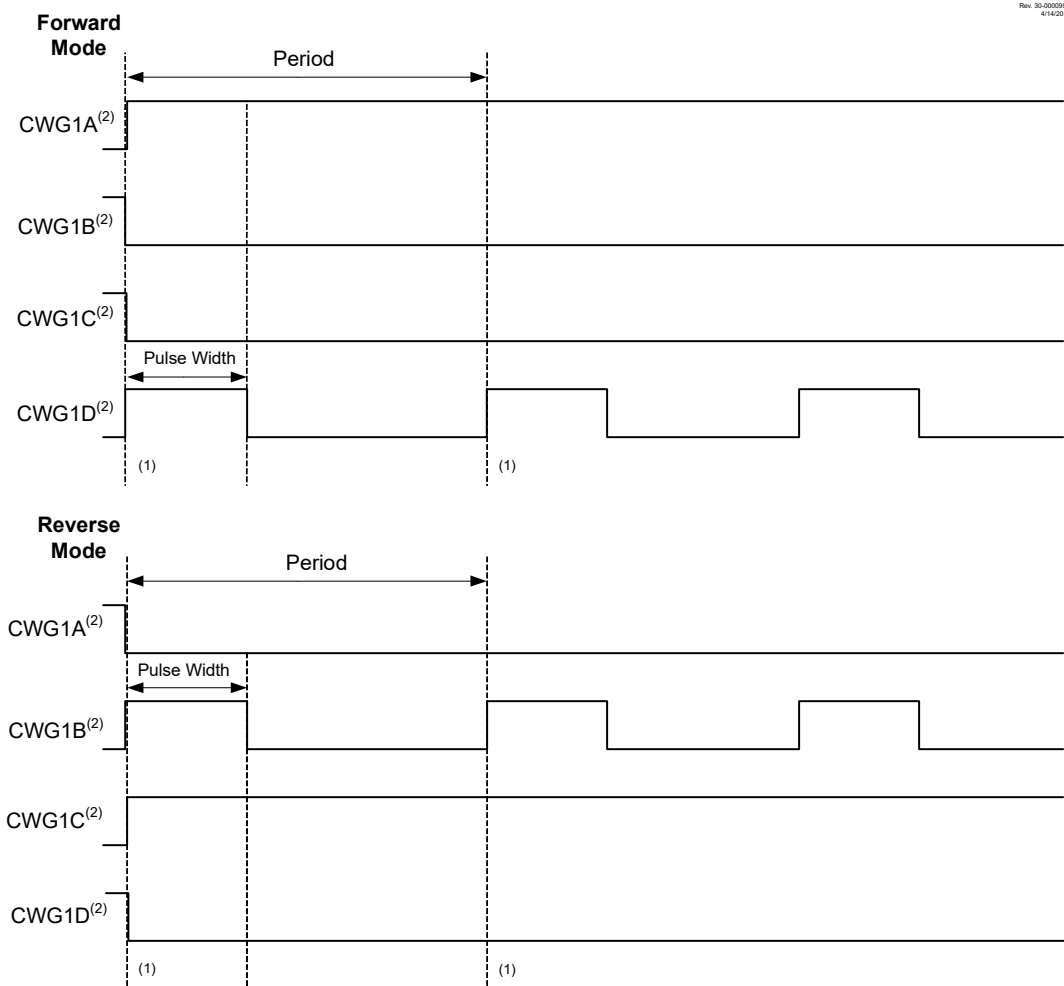 Rev. 30-000099
4/14/20
Forward
Mode
Period
CWG1A(2)
CWG1B(2)
CWG1C(2)
Pulse Width
CWG1D(2)
(1) (1)
Reverse
Mode
Period
CWG1A(2)
Pulse Width
CWG1B(2)
CWG1C(2)
CWG1D(2)
(1) (1)